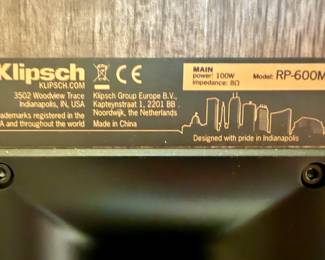 Klipsch
KLIPSCH.COM
3502 Woodview Trace
Indianapolis, IN, USA
trademarks registered in the
A and throughout the world
CE
Klipsch Group Europe B.V.,
Kapteynstraat 1, 2201 BB
Noordwijk, the Netherlands
Made in China
MAIN
power: 100W
impedance: 8Ω
Model: RP-600M
Designed with pride in Indianapolis